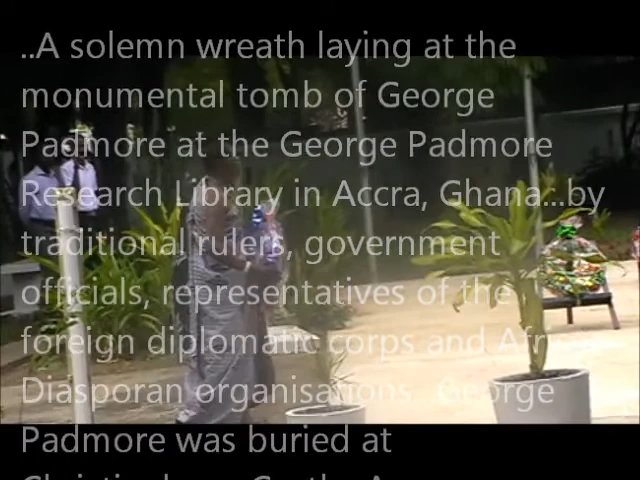 ..A solemn wreath laying at the
monumental tomb of George
Padmore at the George Padmore
Research Library in Accra, Ghana...by
traditional rulers, government
officials, representatives of the
foreign diplomatic corps and African
Diasporan organisations.. George
Padmore was buried at